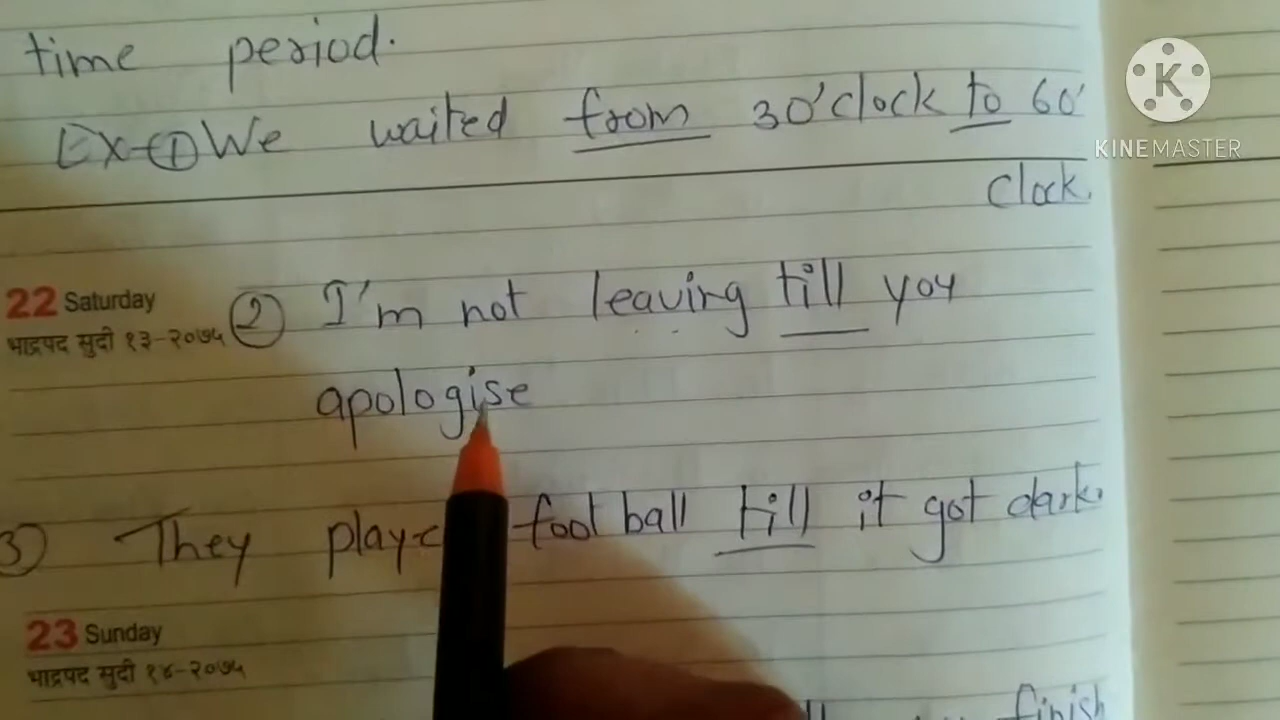 time period.
Ex-① We waited from 3 O'clock to 6 O'
clock.
KINEMASTER
22 Saturday
भाद्रपद सुदी १३-२०७५
② I'm not leaving till you
apologise
3) They football till it got dark.
23 Sunday
भाद्रपद सुदी १४-२०७५
finish